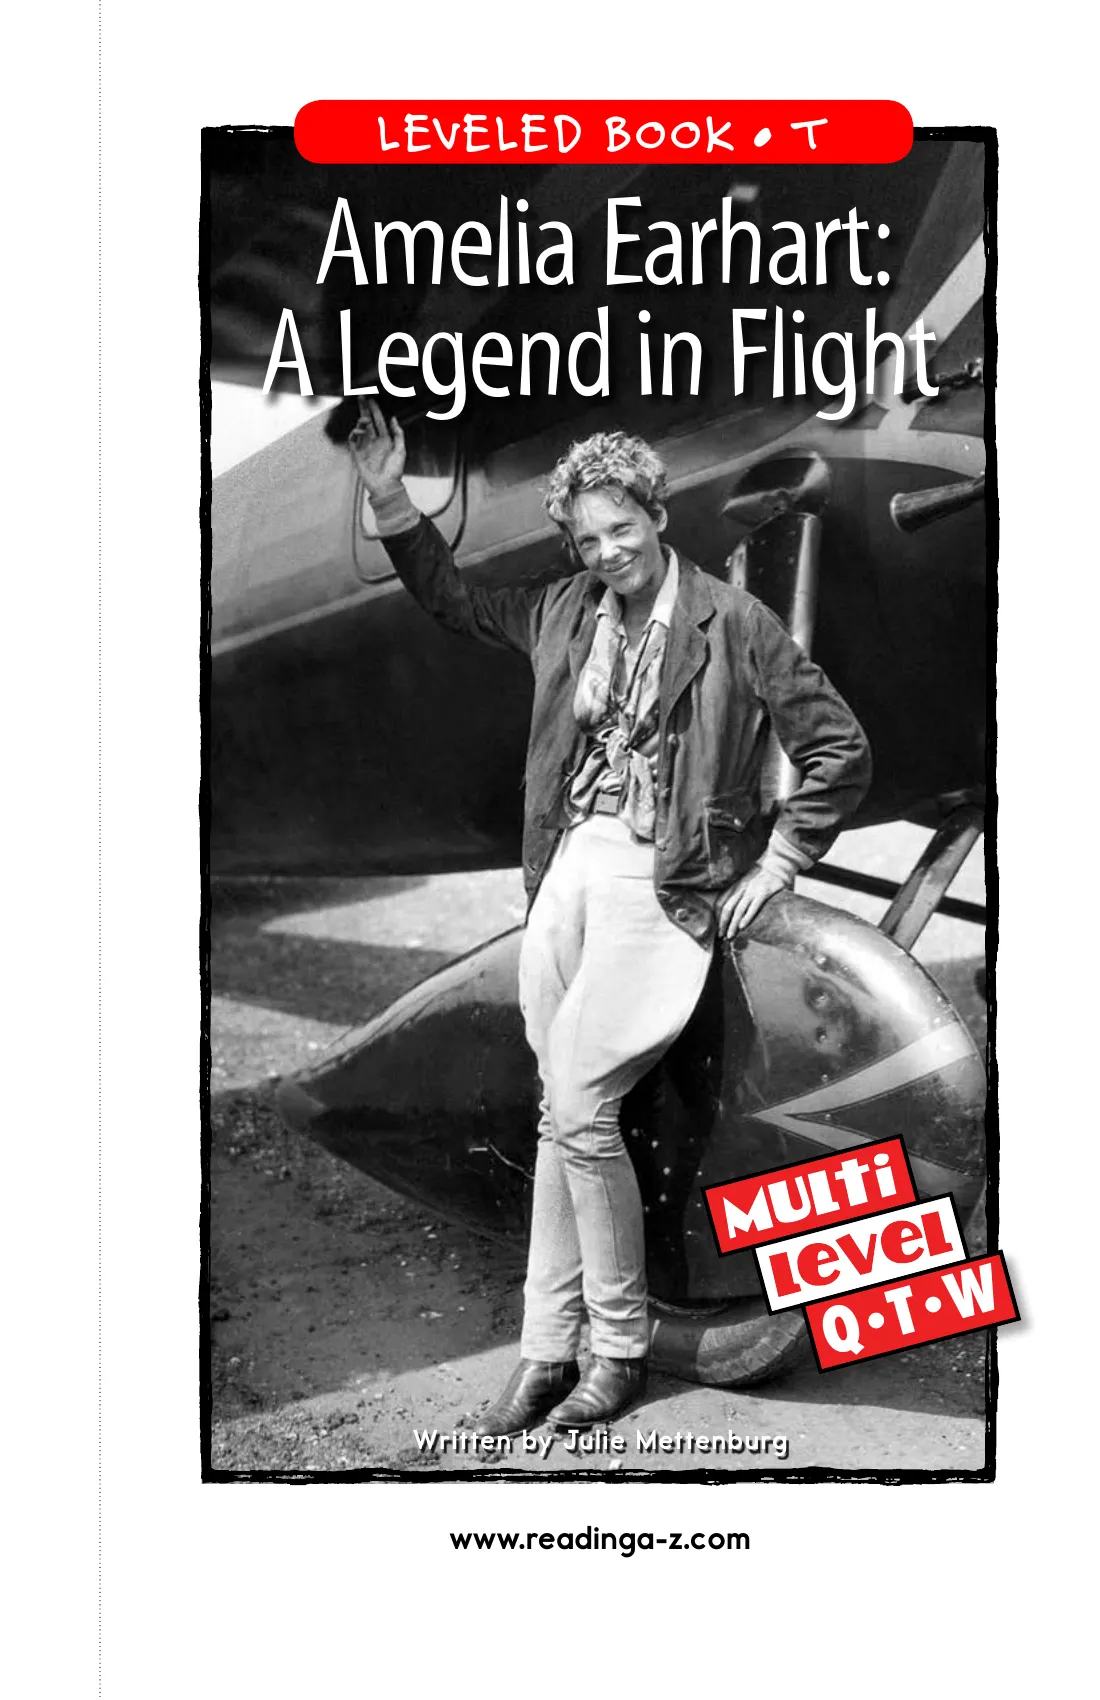 LEVELED BOOK • T
Amelia Earhart:
A Legend in Flight
Multi
level
Q•T•W
Written by Julie Mettenburg
www.readinga-z.com